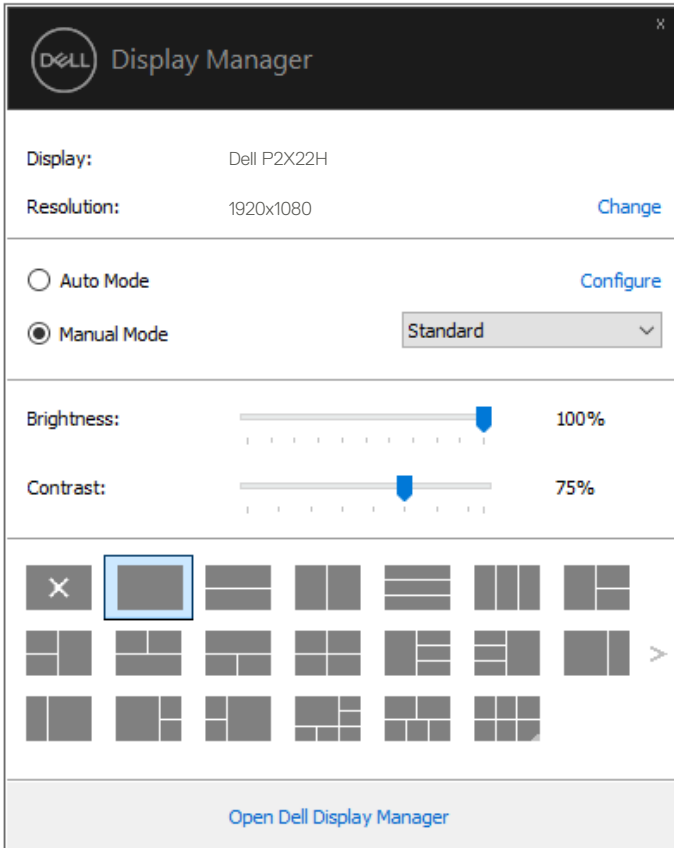 x
DELL Display Manager
Display: Dell P2X22H
Resolution: 1920x1080 Change
Auto Mode Configure
Manual Mode Standard
Brightness: 100%
Contrast: 75%
Open Dell Display Manager